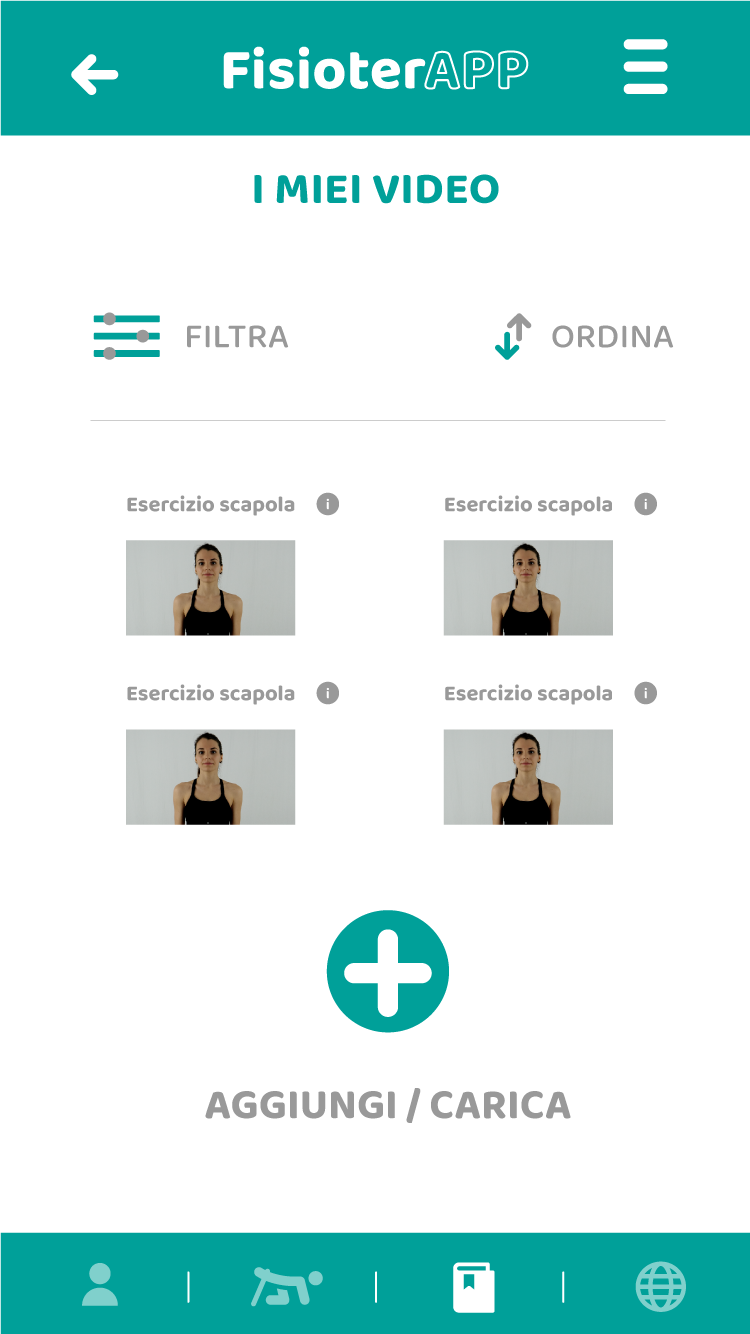 FisioterAPP
I MIEI VIDEO
FILTRA
ORDINA
Esercizio scapola i
Esercizio scapola i
Esercizio scapola i
Esercizio scapola i
AGGIUNGI / CARICA